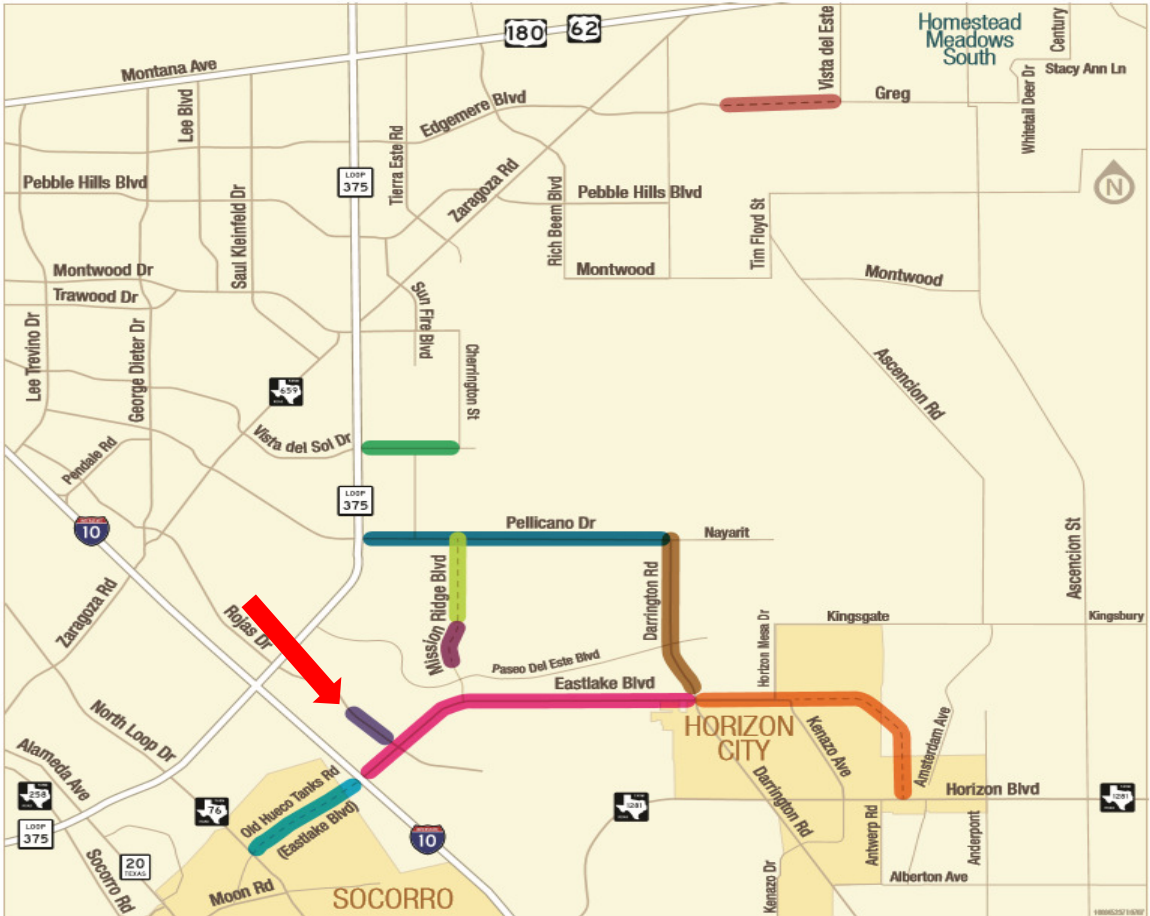 180
62
Vista del Este
Homestead
Meadows
South
Century
Montana Ave
Stacy Ann Ln
Whitetail Deer Dr
Greg
Lee Blvd
Edgemere Blvd
Tierra Este Rd
Zaragoza Rd
LOOP
375
N
Pebble Hills Blvd
Saul Kleinfeld Dr
Rich Beem Blvd
Pebble Hills Blvd
Tim Floyd St
Montwood Dr
Montwood
Montwood
Trawood Dr
Sun Fire Blvd
Lee Trevino Dr
George Dieter Dr
Cherrington St
Ascencion Rd
659
Vista del Sol Dr
Pendale Rd
LOOP
375
10
Pellicano Dr
Nayarit
Ascencion St
Zaragoza Rd
Rojas Dr
Mission Ridge Blvd
Darrington Rd
Horizon Mesa Dr
Kingsgate
Kingsbury
Paseo Del Este Blvd
Eastlake Blvd
North Loop Dr
HORIZON
CITY
Kenazo Ave
Amsterdam Ave
Alameda Ave
Old Hueco Tanks Rd
(Eastlake Blvd)
Darrington Rd
Horizon Blvd
258
76
1281
1281
LOOP
375
10
Antwerp Rd
Anderpont
20
TEXAS
Socorro Rd
Moon Rd
SOCORRO
Kenazo Dr
Alberton Ave